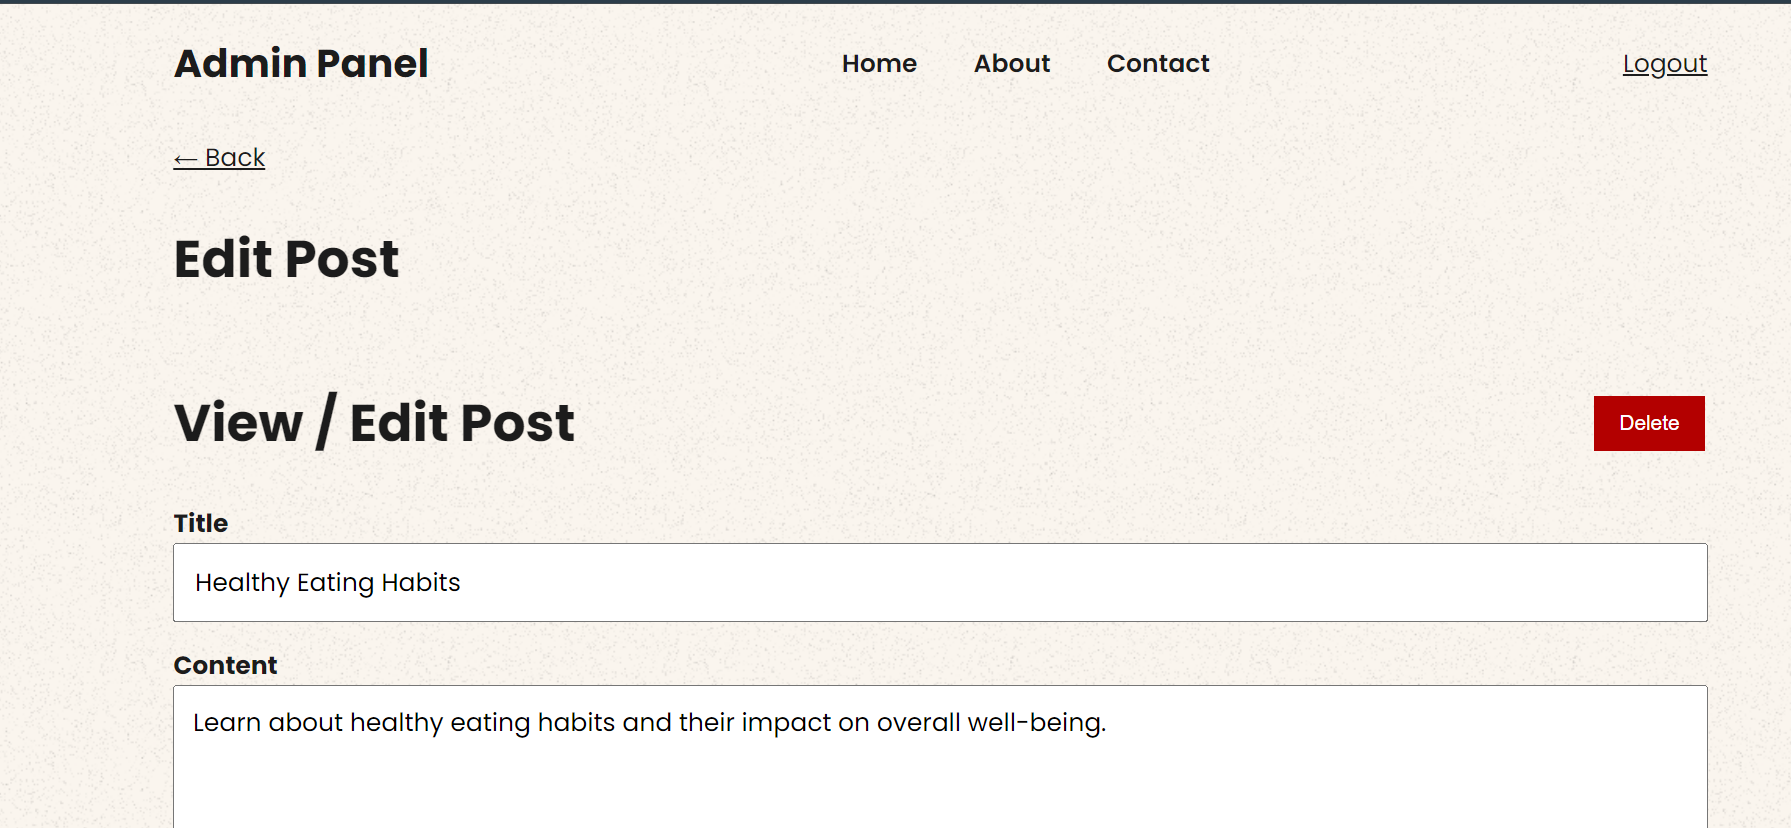 Admin Panel Home About Contact Logout
← Back
Edit Post
View / Edit Post Delete
Title
Healthy Eating Habits
Content
Learn about healthy eating habits and their impact on overall well-being.